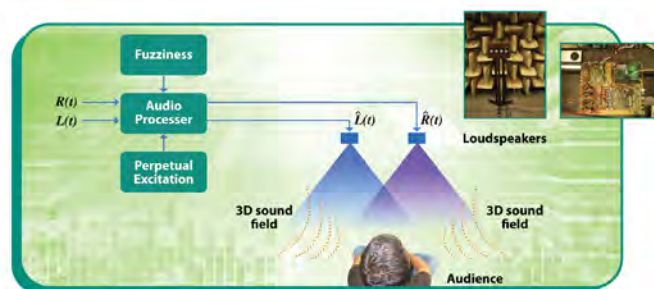 Fuzziness
R(t)
L(t)
Audio
Processer
Perpetual
Excitation
L̂(t)
R̂(t)
Loudspeakers
3D sound
field
3D sound
field
Audience